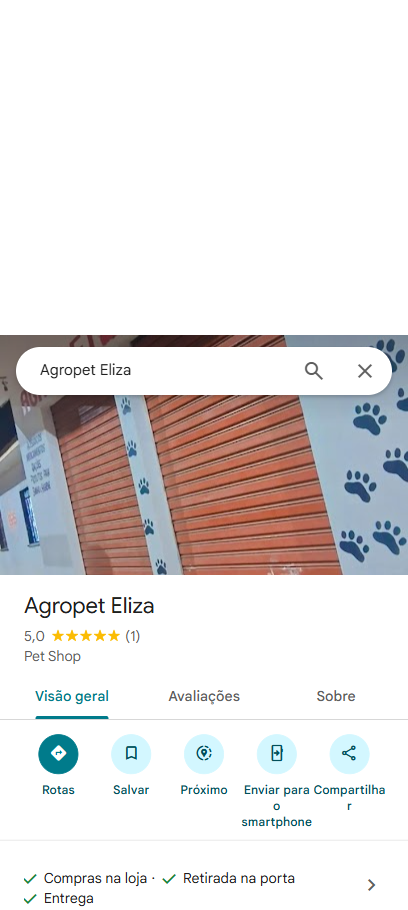 Agropet Eliza
Agropet Eliza
5,0 (1)
Pet Shop
Visão geral
Avaliações
Sobre
Rotas
Salvar
Próximo
Enviar para
o
smartphone
Compartilha
r
Compras na loja · Retirada na porta
Entrega